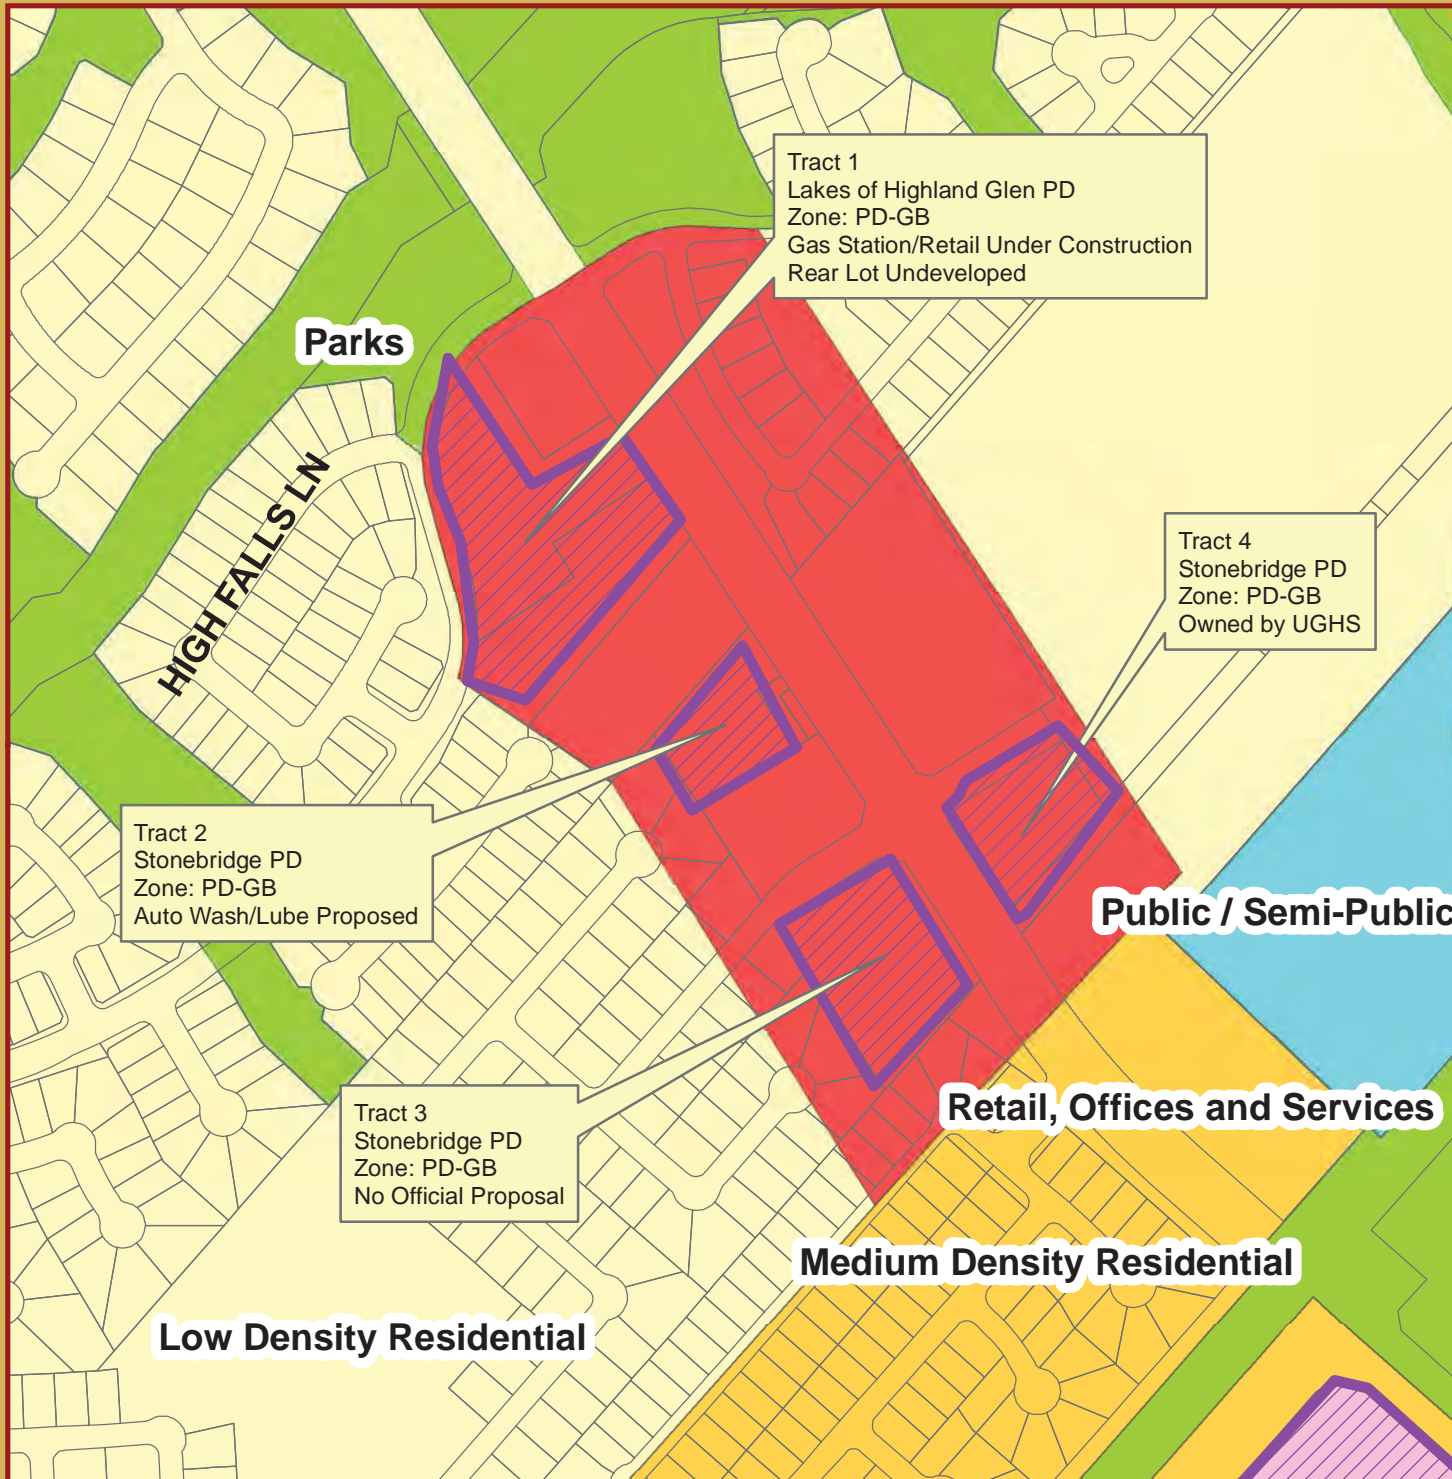 Tract 1
Lakes of Highland Glen PD
Zone: PD-GB
Gas Station/Retail Under Construction
Rear Lot Undeveloped
Parks
HIGH FALLS LN
Tract 4
Stonebridge PD
Zone: PD-GB
Owned by UGHS
Tract 2
Stonebridge PD
Zone: PD-GB
Auto Wash/Lube Proposed
Public / Semi-Public
Tract 3
Stonebridge PD
Zone: PD-GB
No Official Proposal
Retail, Offices and Services
Medium Density Residential
Low Density Residential